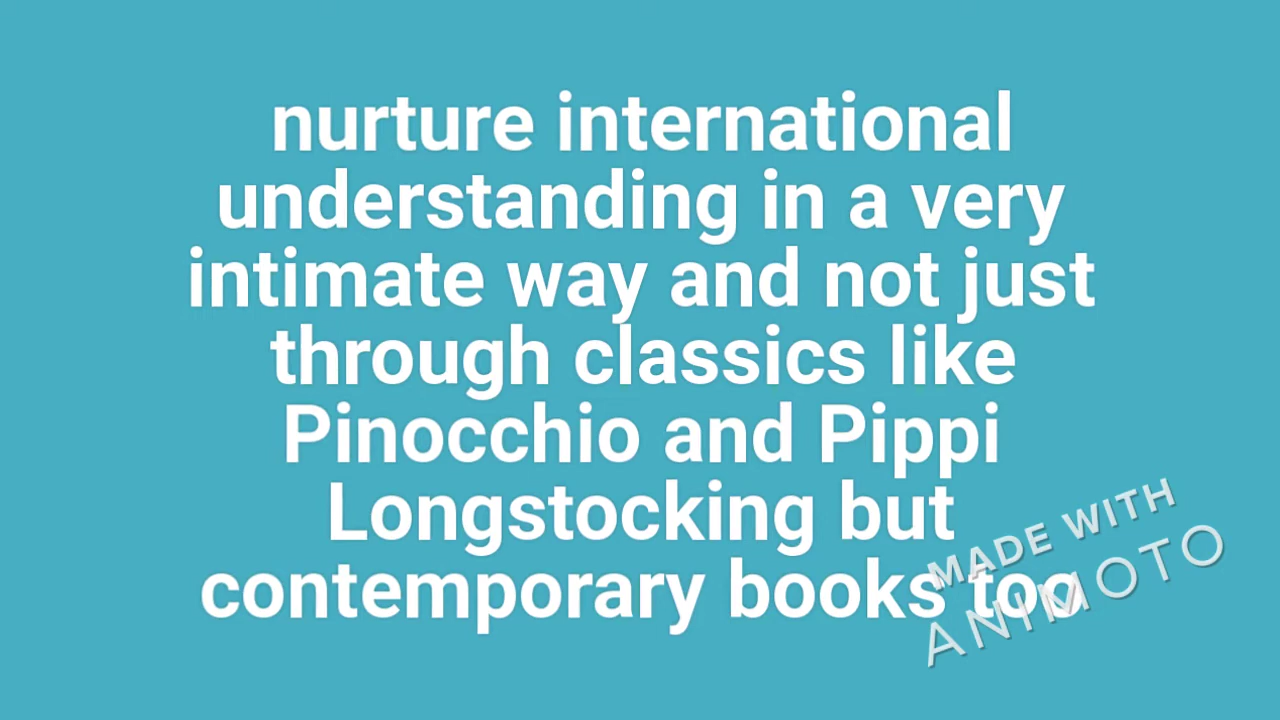 nurture international
understanding in a very
intimate way and not just
through classics like
Pinocchio and Pippi
Longstocking but
contemporary books too
MADE WITH
ANIMOTO